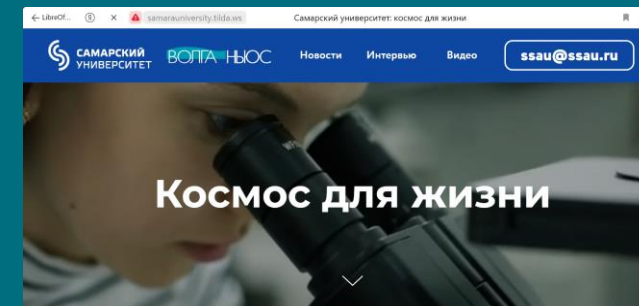 ← LibreOf...
samarauniversity.tilda.ws
Самарский университет: космос для жизни
САМАРСКИЙ
УНИВЕРСИТЕТ
ВОЛГА НЬЮС
Новости
Интервью
Видео
ssau@ssau.ru
Космос для жизни